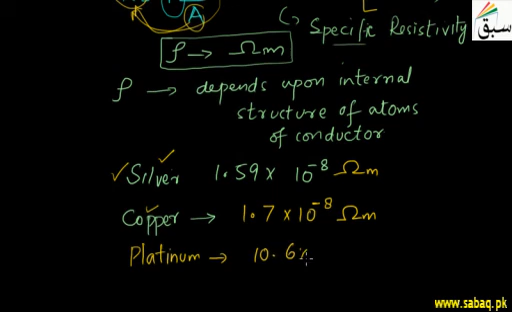 A
L
Specific Resistivity
سبق
ρ → Ωm
ρ → depends upon internal
structure of atoms
of conductor
Silver 1.59 × 10⁻⁸ Ωm
Copper → 1.7 × 10⁻⁸ Ωm
Platinum → 10.6
www.sabaq.pk